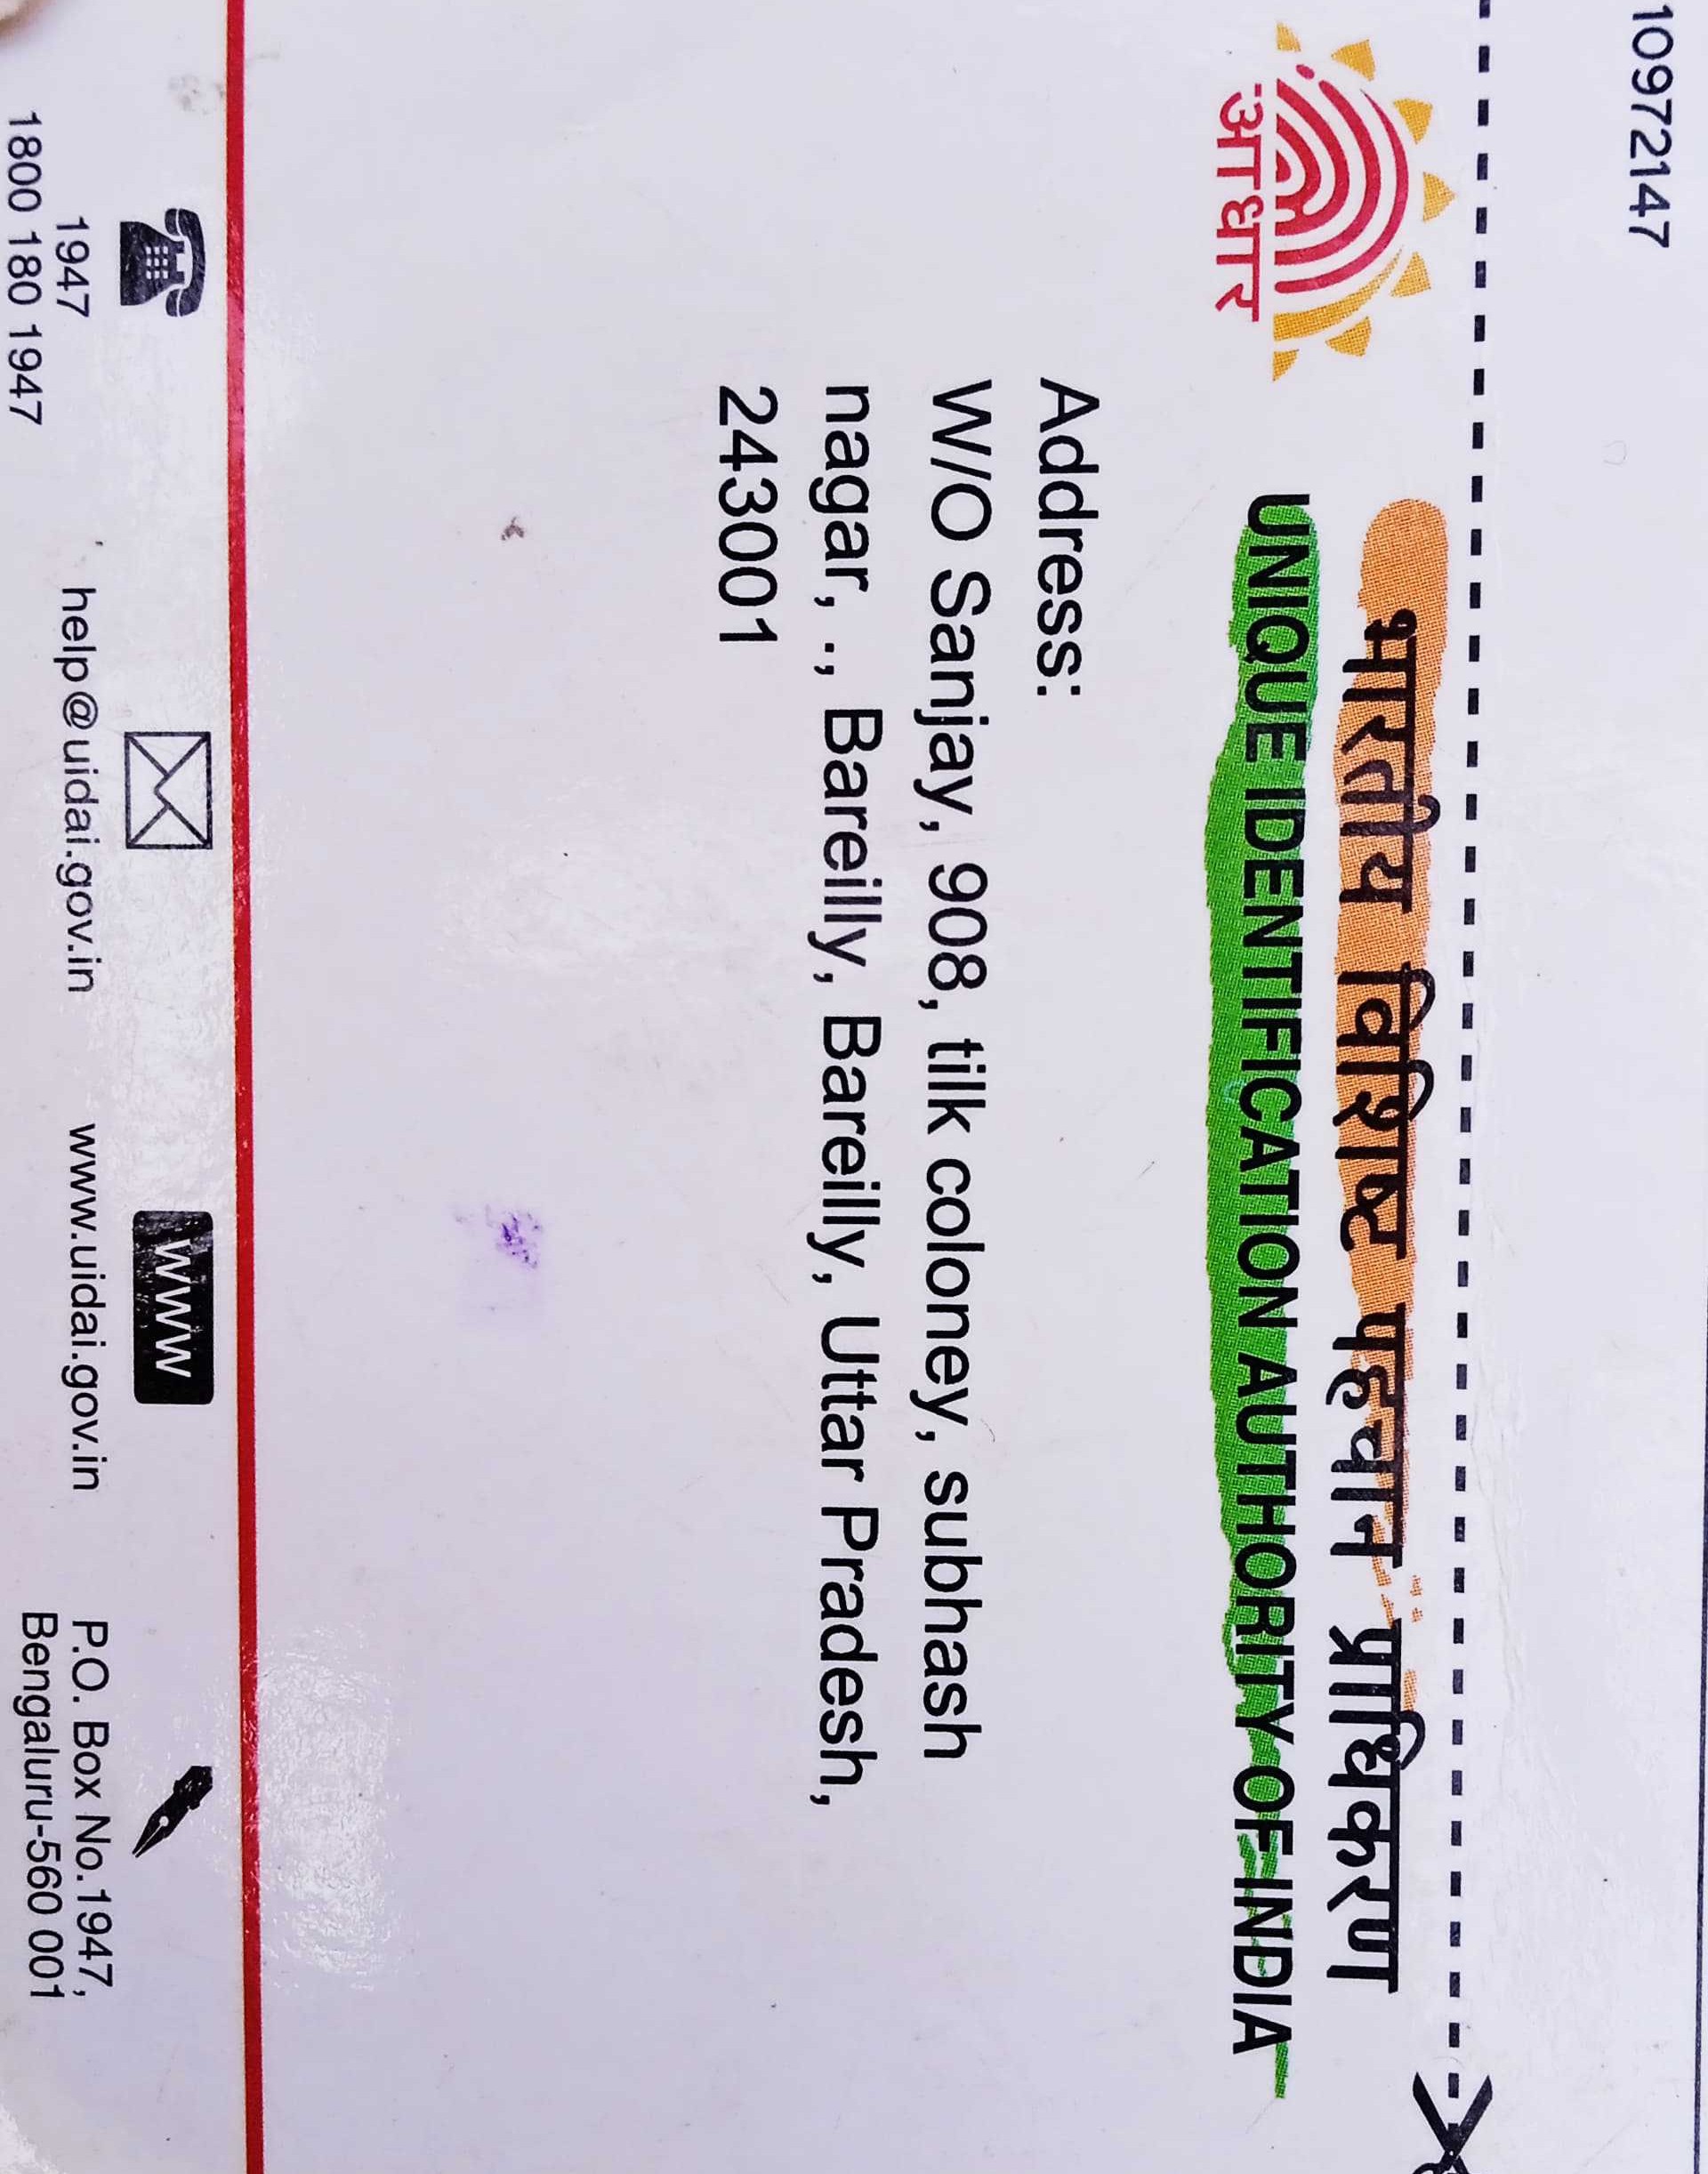 10972147
आधार
भारतीय विशिष्ट पहचान प्राधिकरण
UNIQUE IDENTIFICATION AUTHORITY OF INDIA
Address:
W/O Sanjay, 908, tilk coloney, subhash
nagar, ., Bareilly, Bareilly, Uttar Pradesh,
243001
WWW
1947
1800 180 1947
help@uidai.gov.in
www.uidai.gov.in
P.O. Box No.1947,
Bengaluru-560 001